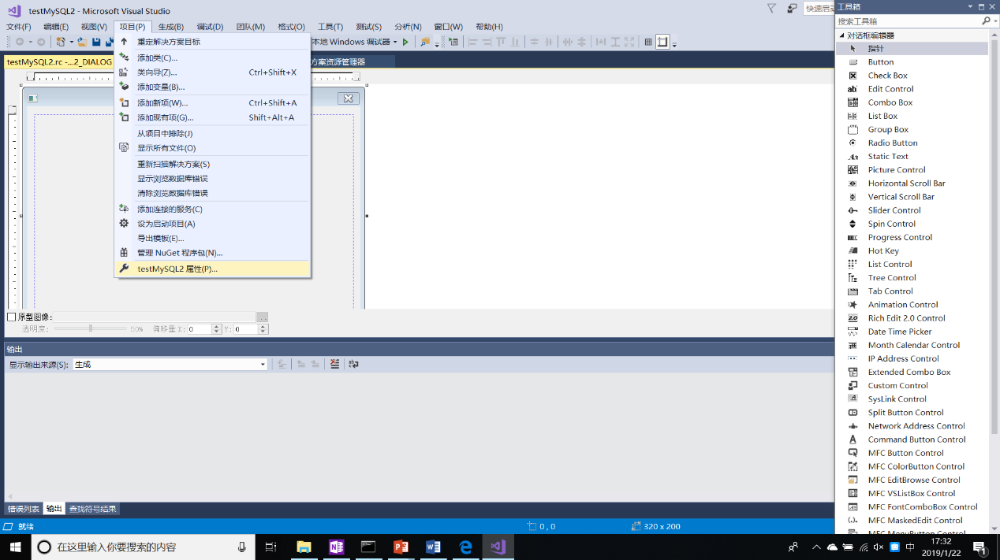 testMySQL2 - Microsoft Visual Studio
快速启动
文件(F) 编辑(E) 视图(V) 项目(P) 生成(B) 调试(D) 团队(M) 格式(O) 工具(T) 测试(S) 分析(N) 窗口(W) 帮助(H)
本地 Windows 调试器
testMySQL2.rc -...2_DIALOG
方案资源管理器
重定解决方案目标
添加类(C)...
类向导(Z)... Ctrl+Shift+X
添加变量(B)...
添加新项(W)... Ctrl+Shift+A
添加现有项(G)... Shift+Alt+A
从项目中排除(J)
显示所有文件(O)
重新扫描解决方案(S)
显示浏览数据库错误
清除浏览数据库错误
添加连接的服务(C)
设为启动项目(A)
导出模板(E)...
管理 NuGet 程序包(N)...
testMySQL2 属性(P)...
原型图像:
透明度: 50% 偏移量 X: 0 Y: 0
输出
显示输出来源(S): 生成
错误列表 输出 查找符号结果
就绪
0 , 0
320 x 200
工具箱
搜索工具箱
对话框编辑器
指针
Button
Check Box
Edit Control
Combo Box
List Box
Group Box
Radio Button
Static Text
Picture Control
Horizontal Scroll Bar
Vertical Scroll Bar
Slider Control
Spin Control
Progress Control
Hot Key
List Control
Tree Control
Tab Control
Animation Control
Rich Edit 2.0 Control
Date Time Picker
Month Calendar Control
IP Address Control
Extended Combo Box
Custom Control
SysLink Control
Split Button Control
Network Address Control
Command Button Control
MFC Button Control
MFC ColorButton Control
MFC EditBrowse Control
MFC VSListBox Control
MFC FontComboBox Control
MFC MaskedEdit Control
MFC MenuButton Control
在这里输入你要搜索的内容
中
17:32
2019/1/22
1